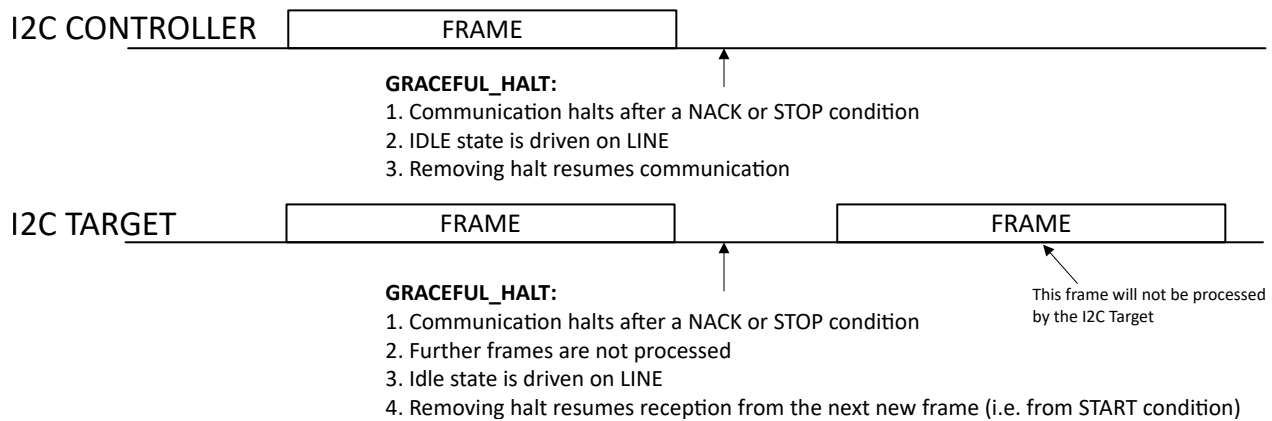 I2C CONTROLLER
FRAME
GRACEFUL_HALT:
1. Communication halts after a NACK or STOP condition
2. IDLE state is driven on LINE
3. Removing halt resumes communication
I2C TARGET
FRAME
FRAME
GRACEFUL_HALT:
1. Communication halts after a NACK or STOP condition
2. Further frames are not processed
3. Idle state is driven on LINE
4. Removing halt resumes reception from the next new frame (i.e. from START condition)
This frame will not be processed
by the I2C Target